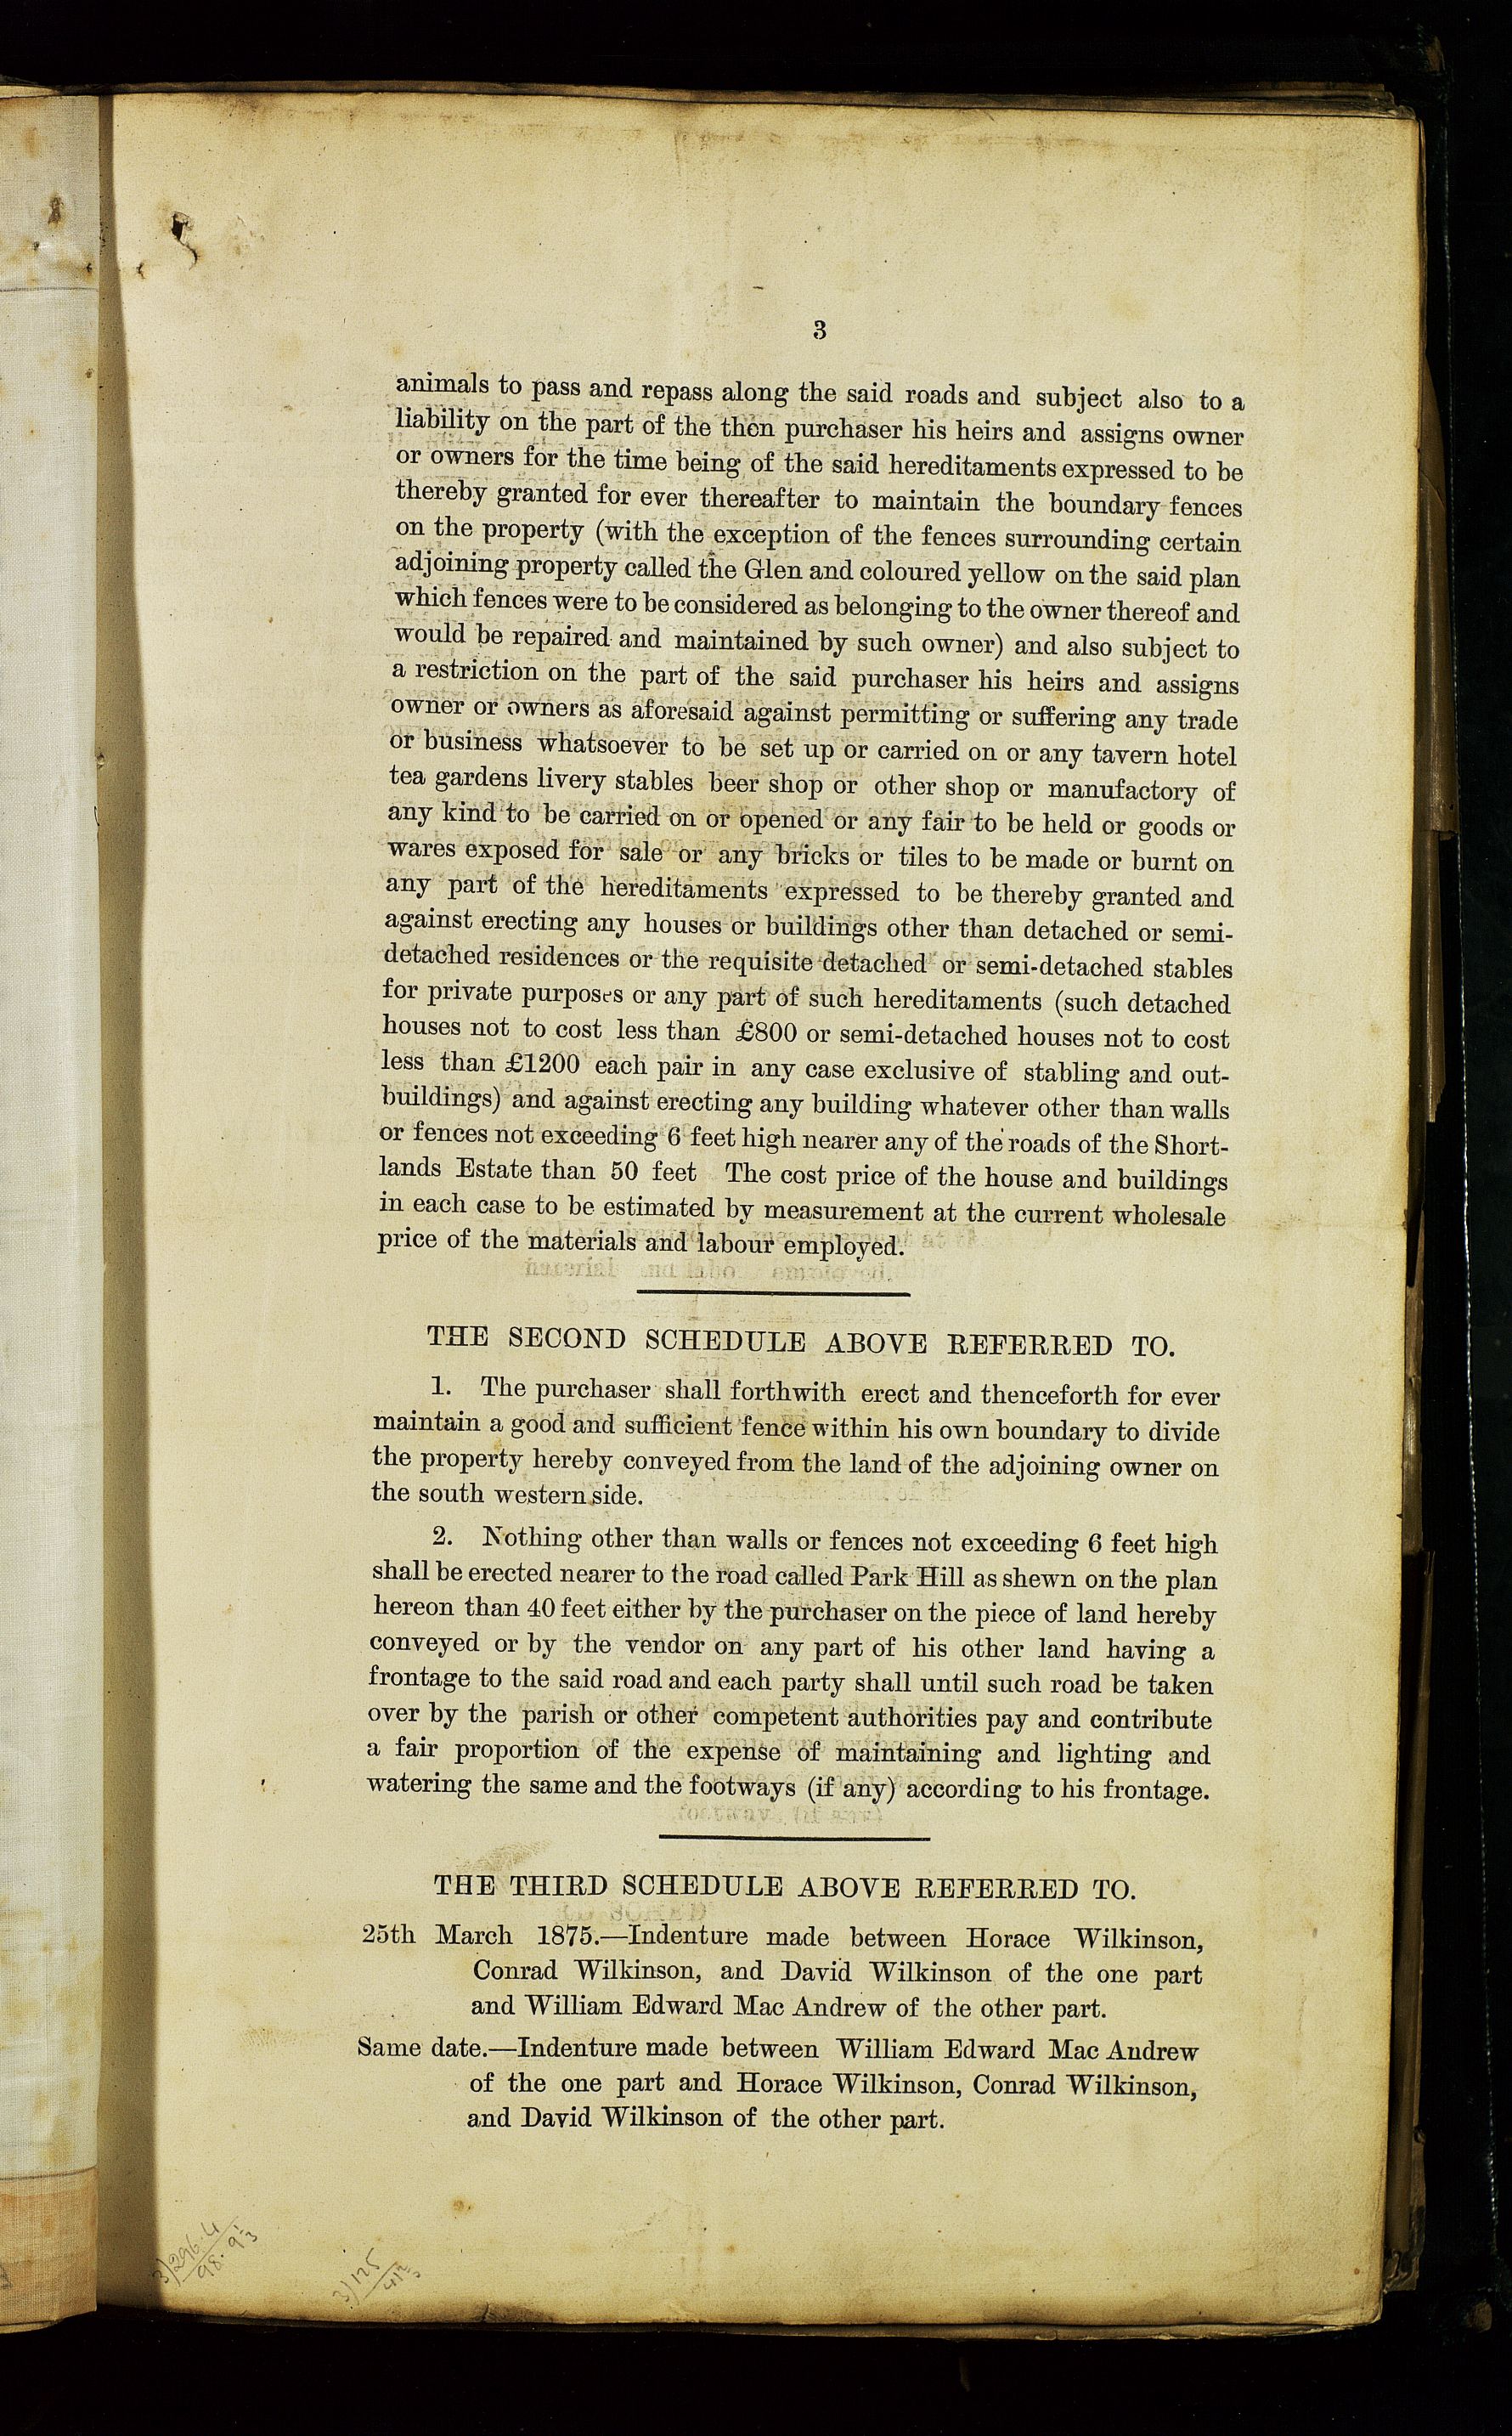 3
animals to pass and repass along the said roads and subject also to a
liability on the part of the then purchaser his heirs and assigns owner
or owners for the time being of the said hereditaments expressed to be
thereby granted for ever thereafter to maintain the boundary fences
on the property (with the exception of the fences surrounding certain
adjoining property called the Glen and coloured yellow on the said plan
which fences were to be considered as belonging to the owner thereof and
would be repaired and maintained by such owner) and also subject to
a restriction on the part of the said purchaser his heirs and assigns
owner or owners as aforesaid against permitting or suffering any trade
or business whatsoever to be set up or carried on or any tavern hotel
tea gardens livery stables beer shop or other shop or manufactory of
any kind to be carried on or opened or any fair to be held or goods or
wares exposed for sale or any bricks or tiles to be made or burnt on
any part of the hereditaments expressed to be thereby granted and
against erecting any houses or buildings other than detached or semi-
detached residences or the requisite detached or semi-detached stables
for private purposes or any part of such hereditaments (such detached
houses not to cost less than £800 or semi-detached houses not to cost
less than £1200 each pair in any case exclusive of stabling and out-
buildings) and against erecting any building whatever other than walls
or fences not exceeding 6 feet high nearer any of the roads of the Short-
lands Estate than 50 feet The cost price of the house and buildings
in each case to be estimated by measurement at the current wholesale
price of the materials and labour employed.
THE SECOND SCHEDULE ABOVE REFERRED TO.
1. The purchaser shall forthwith erect and thenceforth for ever
maintain a good and sufficient fence within his own boundary to divide
the property hereby conveyed from the land of the adjoining owner on
the south western side.
2. Nothing other than walls or fences not exceeding 6 feet high
shall be erected nearer to the road called Park Hill as shewn on the plan
hereon than 40 feet either by the purchaser on the piece of land hereby
conveyed or by the vendor on any part of his other land having a
frontage to the said road and each party shall until such road be taken
over by the parish or other competent authorities pay and contribute
a fair proportion of the expense of maintaining and lighting and
watering the same and the footways (if any) according to his frontage.
THE THIRD SCHEDULE ABOVE REFERRED TO.
25th March 1875.—Indenture made between Horace Wilkinson,
Conrad Wilkinson, and David Wilkinson of the one part
and William Edward Mac Andrew of the other part.
Same date.—Indenture made between William Edward Mac Andrew
of the one part and Horace Wilkinson, Conrad Wilkinson,
and David Wilkinson of the other part.
3)296.4
3)125